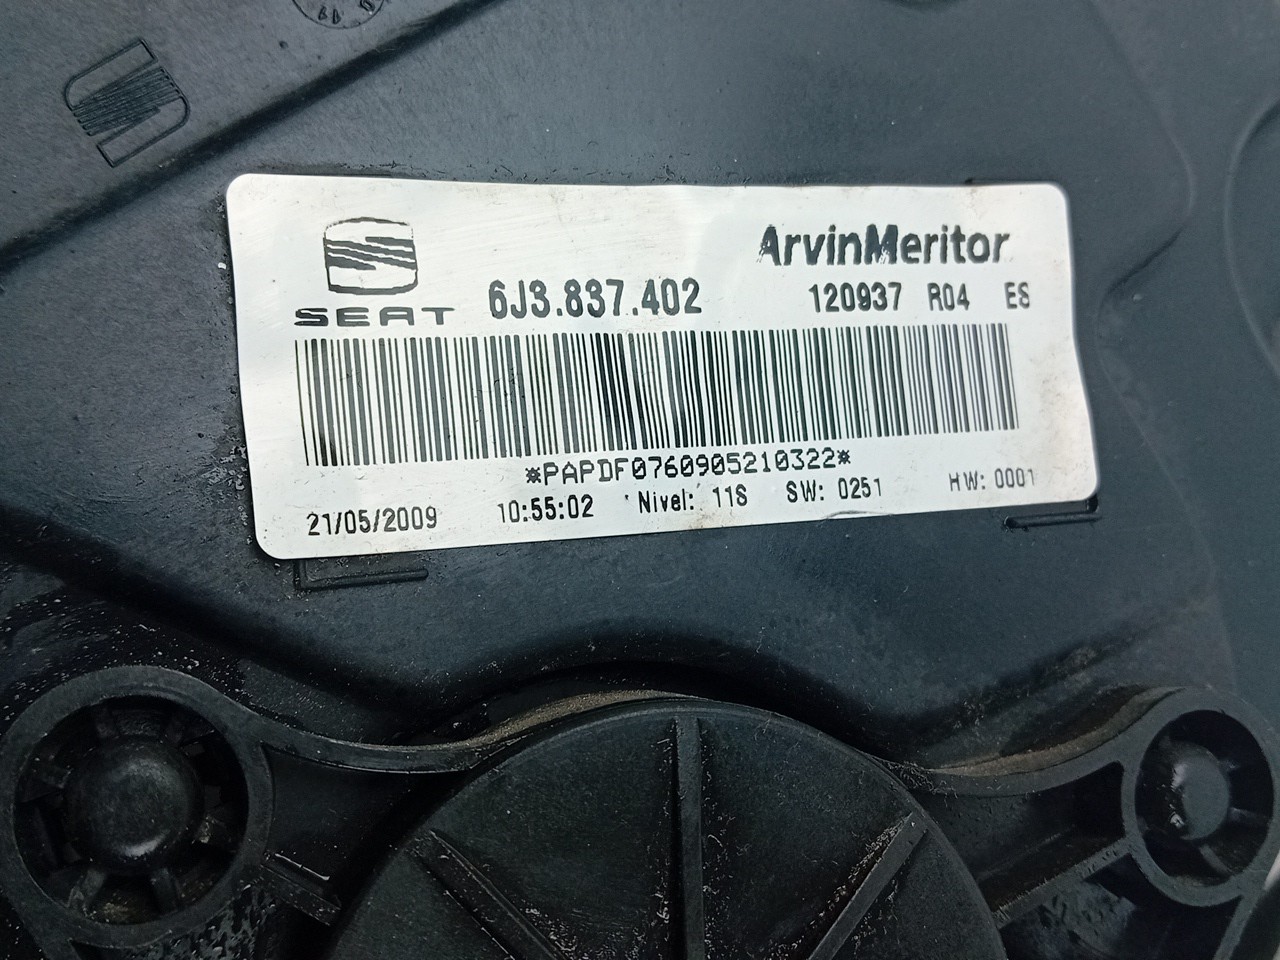 ArvinMeritor
SEAT 6J3.837.402 120937 R04 ES
*PAPDF0760905210322*
21/05/2009 10:55:02 Nivel: 11S SW: 0251 HW: 0001